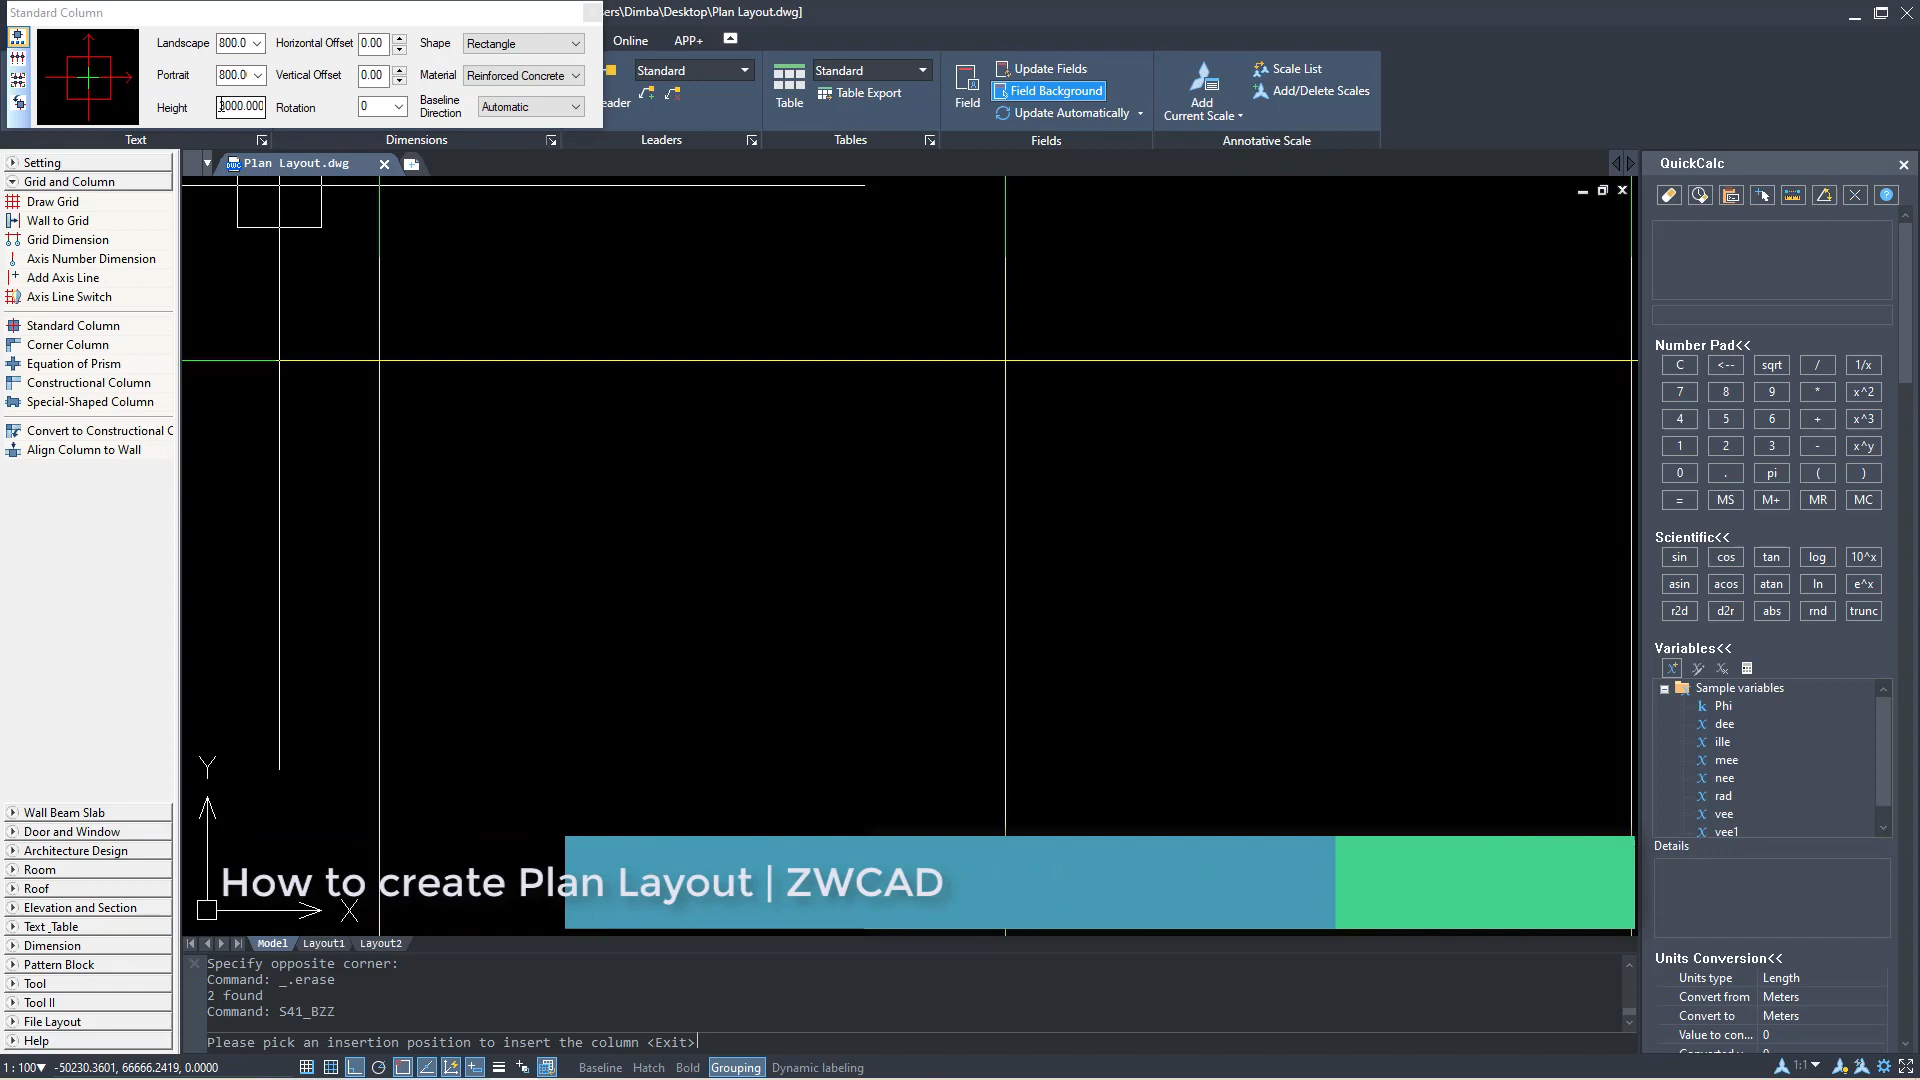 Standard Column
sers\Dimba\Desktop\Plan Layout.dwg]
Landscape 800.0 Horizontal Offset 0.00 Shape Rectangle
Portrait 800.0 Vertical Offset 0.00 Material Reinforced Concrete
Height 3000.000 Rotation 0 Baseline Direction Automatic
Online APP+
Standard
eader
Table
Standard
Table Export
Field
Update Fields
Field Background
Update Automatically
Add
Current Scale
Scale List
Add/Delete Scales
Text Dimensions Leaders Tables Fields Annotative Scale
Plan Layout.dwg
Setting
Grid and Column
Draw Grid
Wall to Grid
Grid Dimension
Axis Number Dimension
Add Axis Line
Axis Line Switch
Standard Column
Corner Column
Equation of Prism
Constructional Column
Special-Shaped Column
Convert to Constructional C
Align Column to Wall
Wall Beam Slab
Door and Window
Architecture Design
Room
Roof
Elevation and Section
Text_Table
Dimension
Pattern Block
Tool
Tool II
File Layout
Help
Y
X
How to create Plan Layout | ZWCAD
Model Layout1 Layout2
Specify opposite corner:
Command: _.erase
2 found
Command: S41_BZZ
Please pick an insertion position to insert the column <Exit>
1 : 100 -50230.3601, 66666.2419, 0.0000
Baseline Hatch Bold Grouping Dynamic labeling
1:1
QuickCalc
Number Pad<<
C <-- sqrt / 1/x
7 8 9 * x^2
4 5 6 + x^3
1 2 3 - x^y
0 . pi ( )
= MS M+ MR MC
Scientific<<
sin cos tan log 10^x
asin acos atan ln e^x
r2d d2r abs rnd trunc
Variables<<
Sample variables
k Phi
x dee
x ille
x mee
x nee
x rad
x vee
x vee1
Details
Units Conversion<<
Units type Length
Convert from Meters
Convert to Meters
Value to con... 0